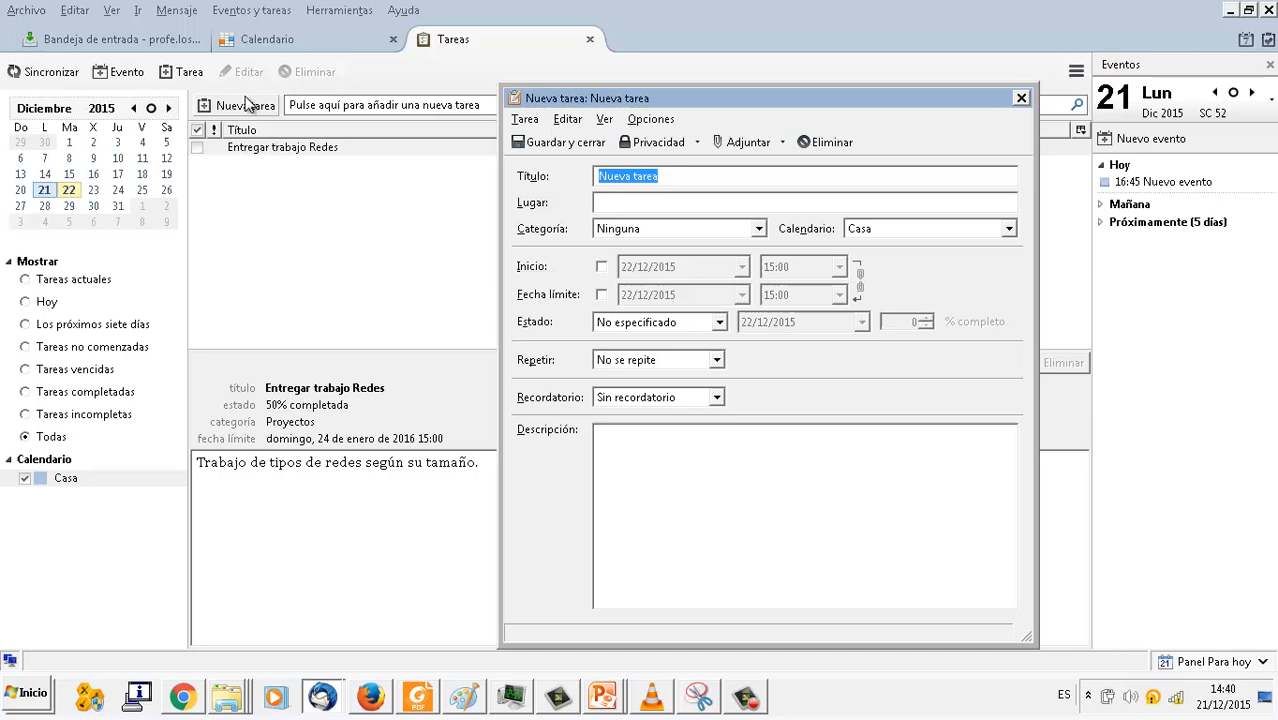 Archivo Editar Ver Ir Mensaje Eventos y tareas Herramientas Ayuda
Bandeja de entrada - profe.los... Calendario Tareas
Sincronizar Evento Tarea Editar Eliminar
Eventos
Diciembre 2015
Do L Ma M J V S
29 30 1 2 3 4 5
6 7 8 9 10 11 12
13 14 15 16 17 18 19
20 21 22 23 24 25 26
27 28 29 30 31 1 2
3 4 5 6 7 8 9
Mostrar
Tareas actuales
Hoy
Los próximos siete días
Tareas no comenzadas
Tareas vencidas
Tareas completadas
Tareas incompletas
Todas
Calendario
Casa
Nueva tarea Pulse aquí para añadir una nueva tarea
! Título
Entregar trabajo Redes
título Entregar trabajo Redes
estado 50% completada
categoría Proyectos
fecha límite domingo, 24 de enero de 2016 15:00
Eliminar
Trabajo de tipos de redes según su tamaño.
Nueva tarea: Nueva tarea
Tarea Editar Ver Opciones
Guardar y cerrar Privacidad Adjuntar Eliminar
Título: Nueva tarea
Lugar:
Categoría: Ninguna Calendario: Casa
Inicio: 22/12/2015 15:00
Fecha límite: 22/12/2015 15:00
Estado: No especificado 22/12/2015 0 % completo
Repetir: No se repite
Recordatorio: Sin recordatorio
Descripción:
21 Lun
Dic 2015 SC 52
Nuevo evento
Hoy
16:45 Nuevo evento
Mañana
Próximamente (5 días)
Panel Para hoy
Inicio
PDF
ES
14:40
21/12/2015